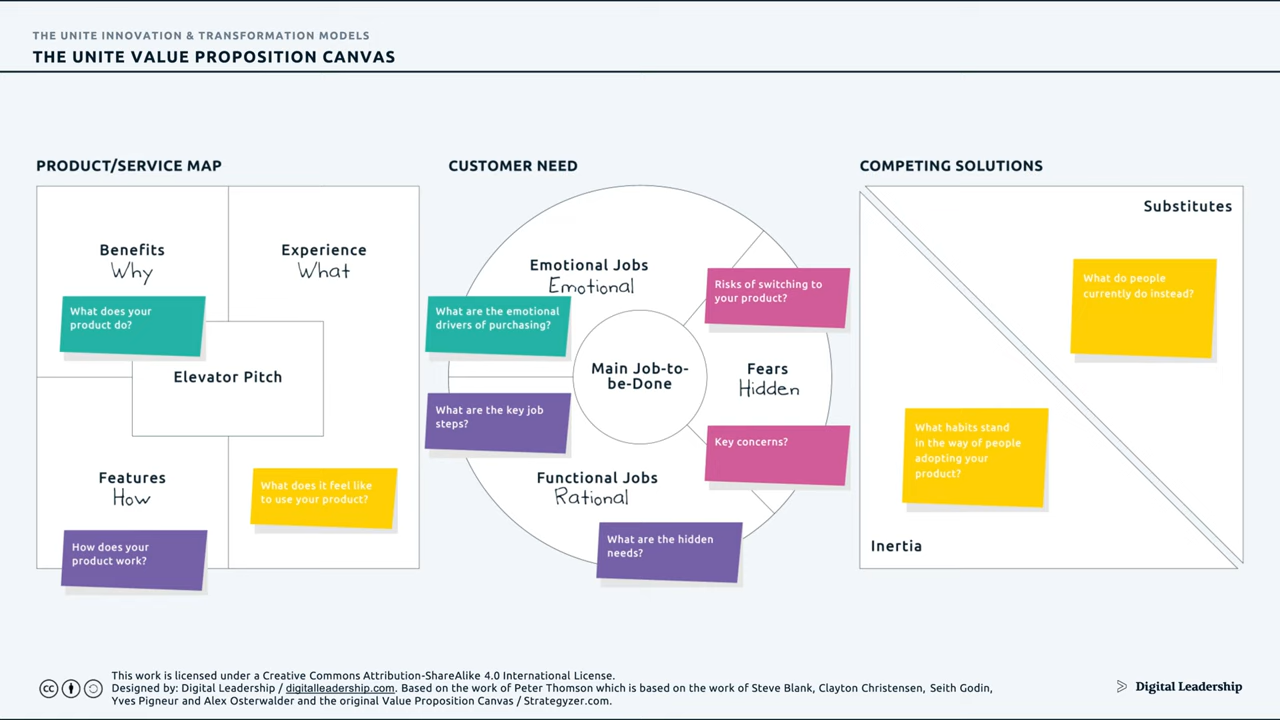 THE UNITE INNOVATION & TRANSFORMATION MODELS
THE UNITE VALUE PROPOSITION CANVAS
PRODUCT/SERVICE MAP
Benefits
Why
What does your
product do?
Experience
What
Elevator Pitch
Features
How
How does your
product work?
What does it feel like
to use your product?
CUSTOMER NEED
Emotional Jobs
Emotional
What are the emotional
drivers of purchasing?
Risks of switching to
your product?
Main Job-to-
be-Done
Fears
Hidden
What are the key job
steps?
Key concerns?
Functional Jobs
Rational
What are the hidden
needs?
COMPETING SOLUTIONS
Substitutes
What do people
currently do instead?
What habits stand
in the way of people
adopting your
product?
Inertia
cc
This work is licensed under a Creative Commons Attribution-ShareAlike 4.0 International License.
Designed by: Digital Leadership / digitalleadership.com. Based on the work of Peter Thomson which is based on the work of Steve Blank, Clayton Christensen, Seith Godin,
Yves Pigneur and Alex Osterwalder and the original Value Proposition Canvas / Strategyzer.com.
Digital Leadership